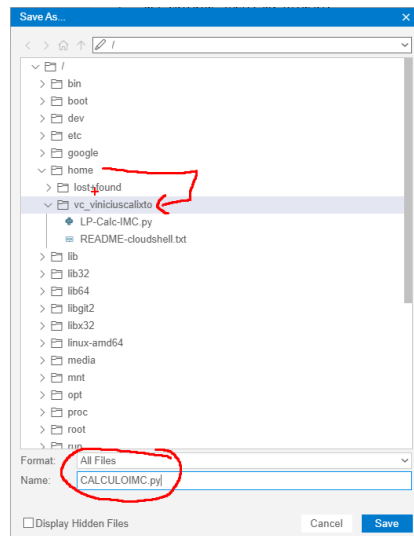 Save As...
/
/
bin
boot
dev
etc
google
home
lost+found
vc_viniciuscalixto
LP-Calc-IMC.py
README-cloudshell.txt
lib
lib32
lib64
libgit2
libx32
linux-amd64
media
mnt
opt
proc
root
run
Format: All Files
Name: CALCULOIMC.py
Display Hidden Files Cancel Save